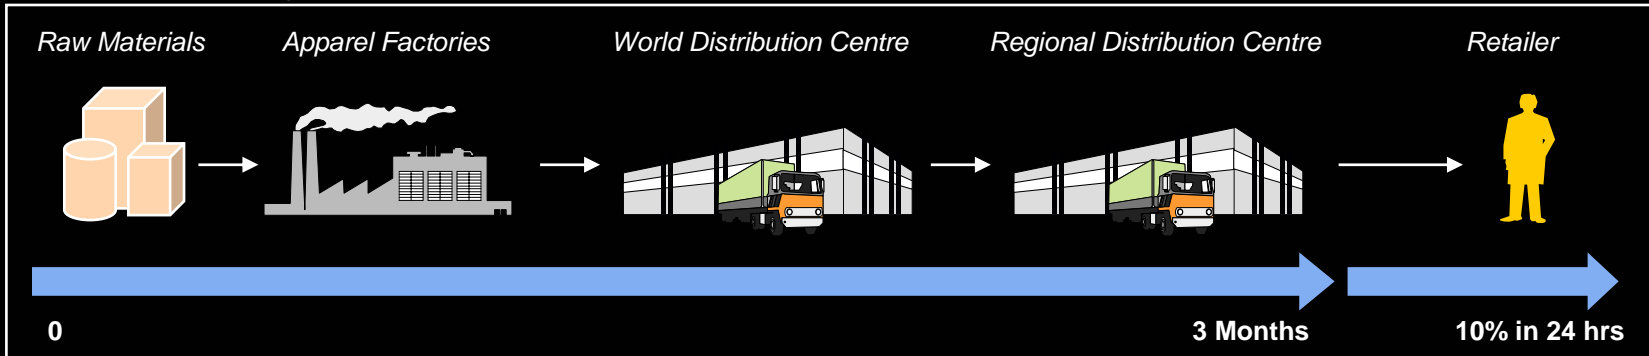 Raw Materials
Apparel Factories
World Distribution Centre
Regional Distribution Centre
Retailer
0
3 Months
10% in 24 hrs